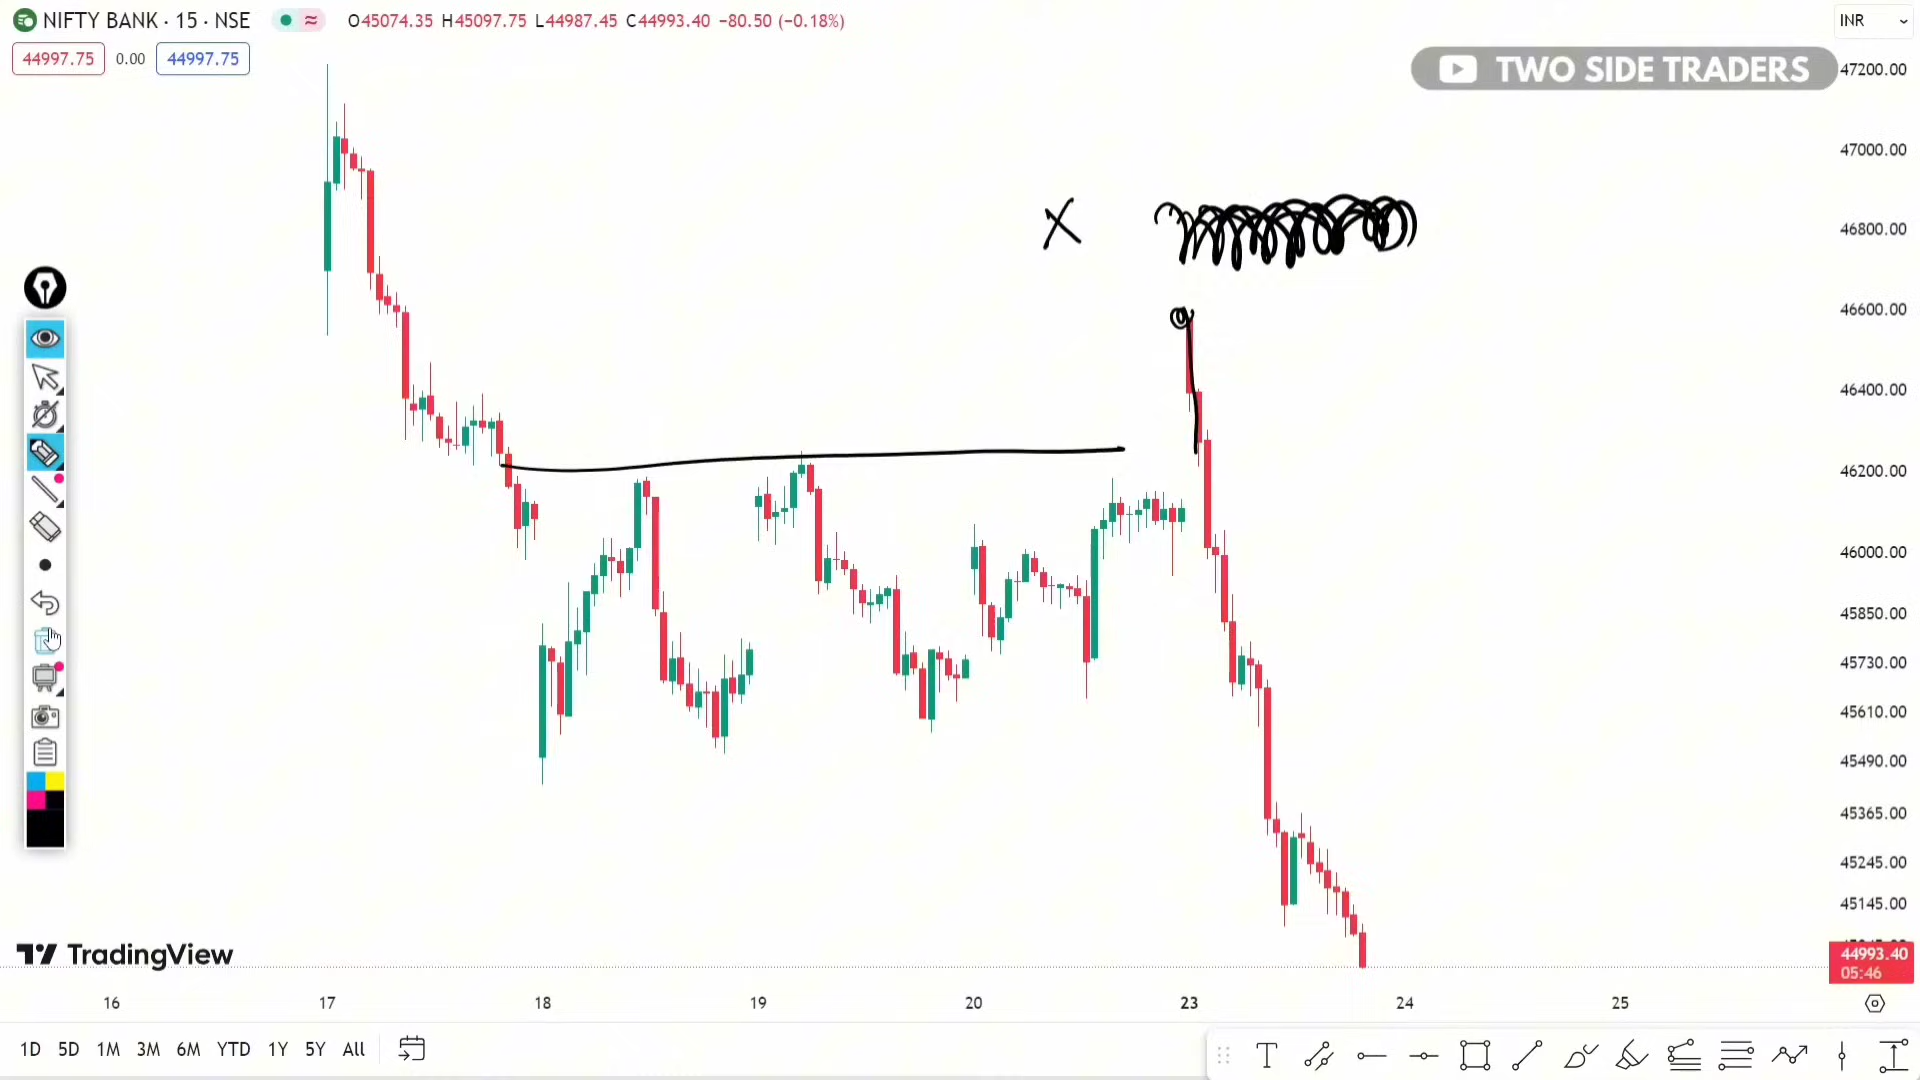 NIFTY BANK · 15 · NSE O45074.35 H45097.75 L44987.45 C44993.40 −80.50 (−0.18%) INR
44997.75 0.00 44997.75
TWO SIDE TRADERS
47200.00
47000.00
46800.00
X
46600.00
46400.00
46200.00
46000.00
45850.00
45730.00
45610.00
45490.00
45365.00
45245.00
45145.00
44993.40
05:46
TradingView
16 17 18 19 20 23 24 25
1D 5D 1M 3M 6M YTD 1Y 5Y All